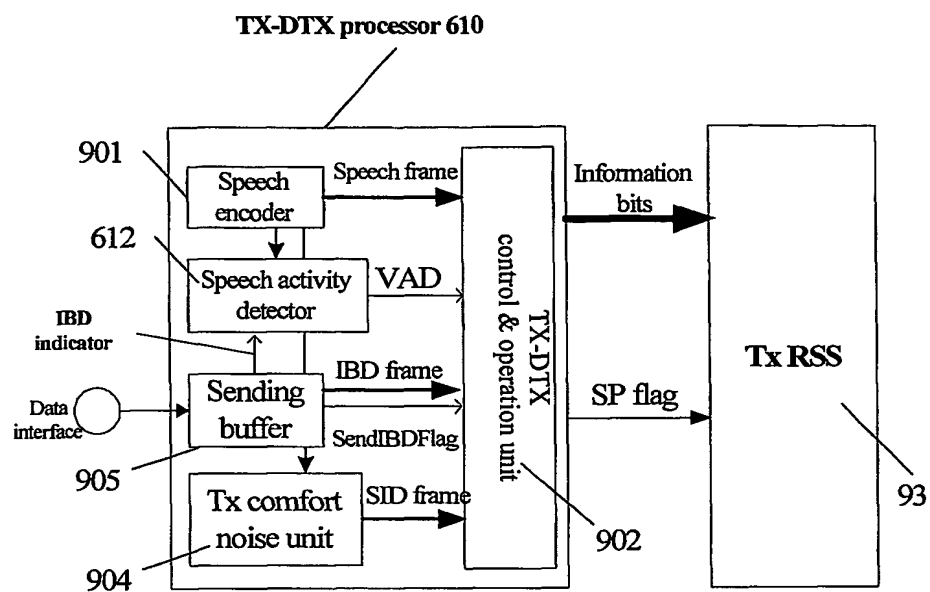 TX-DTX processor 610
901
Speech
encoder
Speech frame
Information
bits
612
Speech activity
detector
VAD
TX-DTX
control & operation unit
IBD
indicator
IBD frame
Tx RSS
Data
interface
Sending
buffer
SP flag
SendIBDFlag
905
Tx comfort
noise unit
SID frame
93
902
904